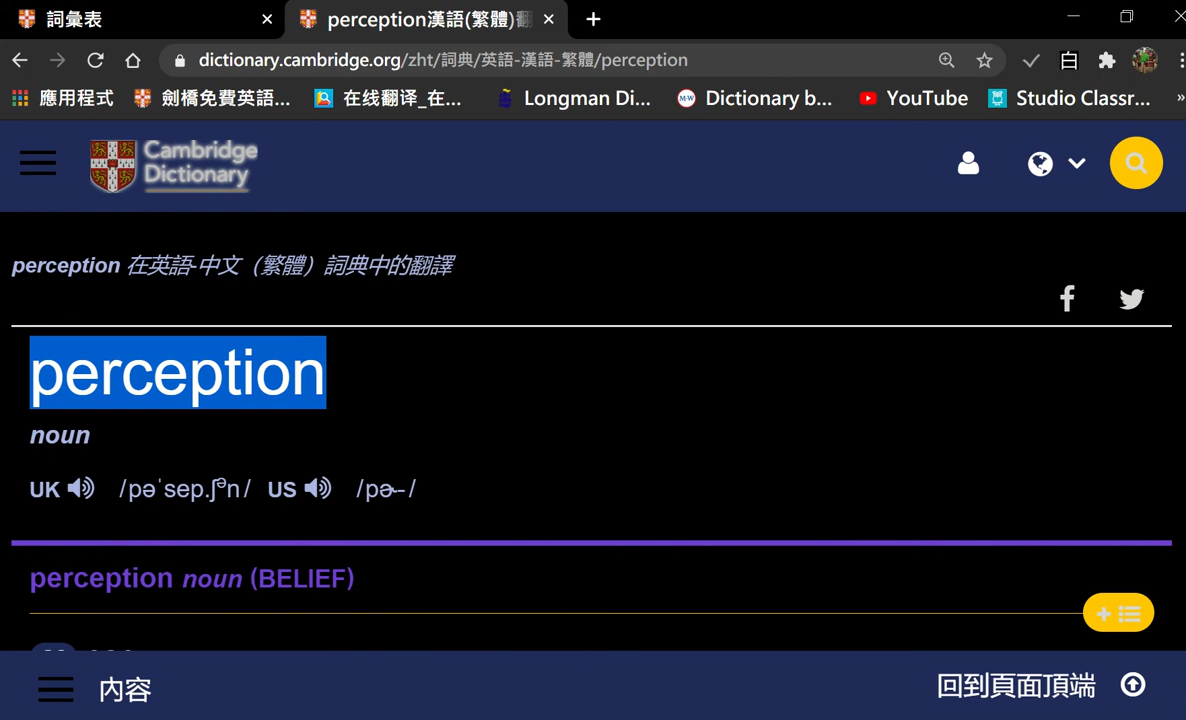 詞彙表
perception漢語(繁體)翻
dictionary.cambridge.org/zht/詞典/英語-漢語-繁體/perception
白
應用程式 劍橋免費英語... 在线翻译_在... M-W Longman Di... Dictionary b... YouTube Studio Classr... »
Cambridge
Dictionary
perception 在英語-中文（繁體）詞典中的翻譯
perception
noun
UK /pəˈsep.ʃᵊn/ US /pɚ-/
perception noun (BELIEF)
內容
回到頁面頂端